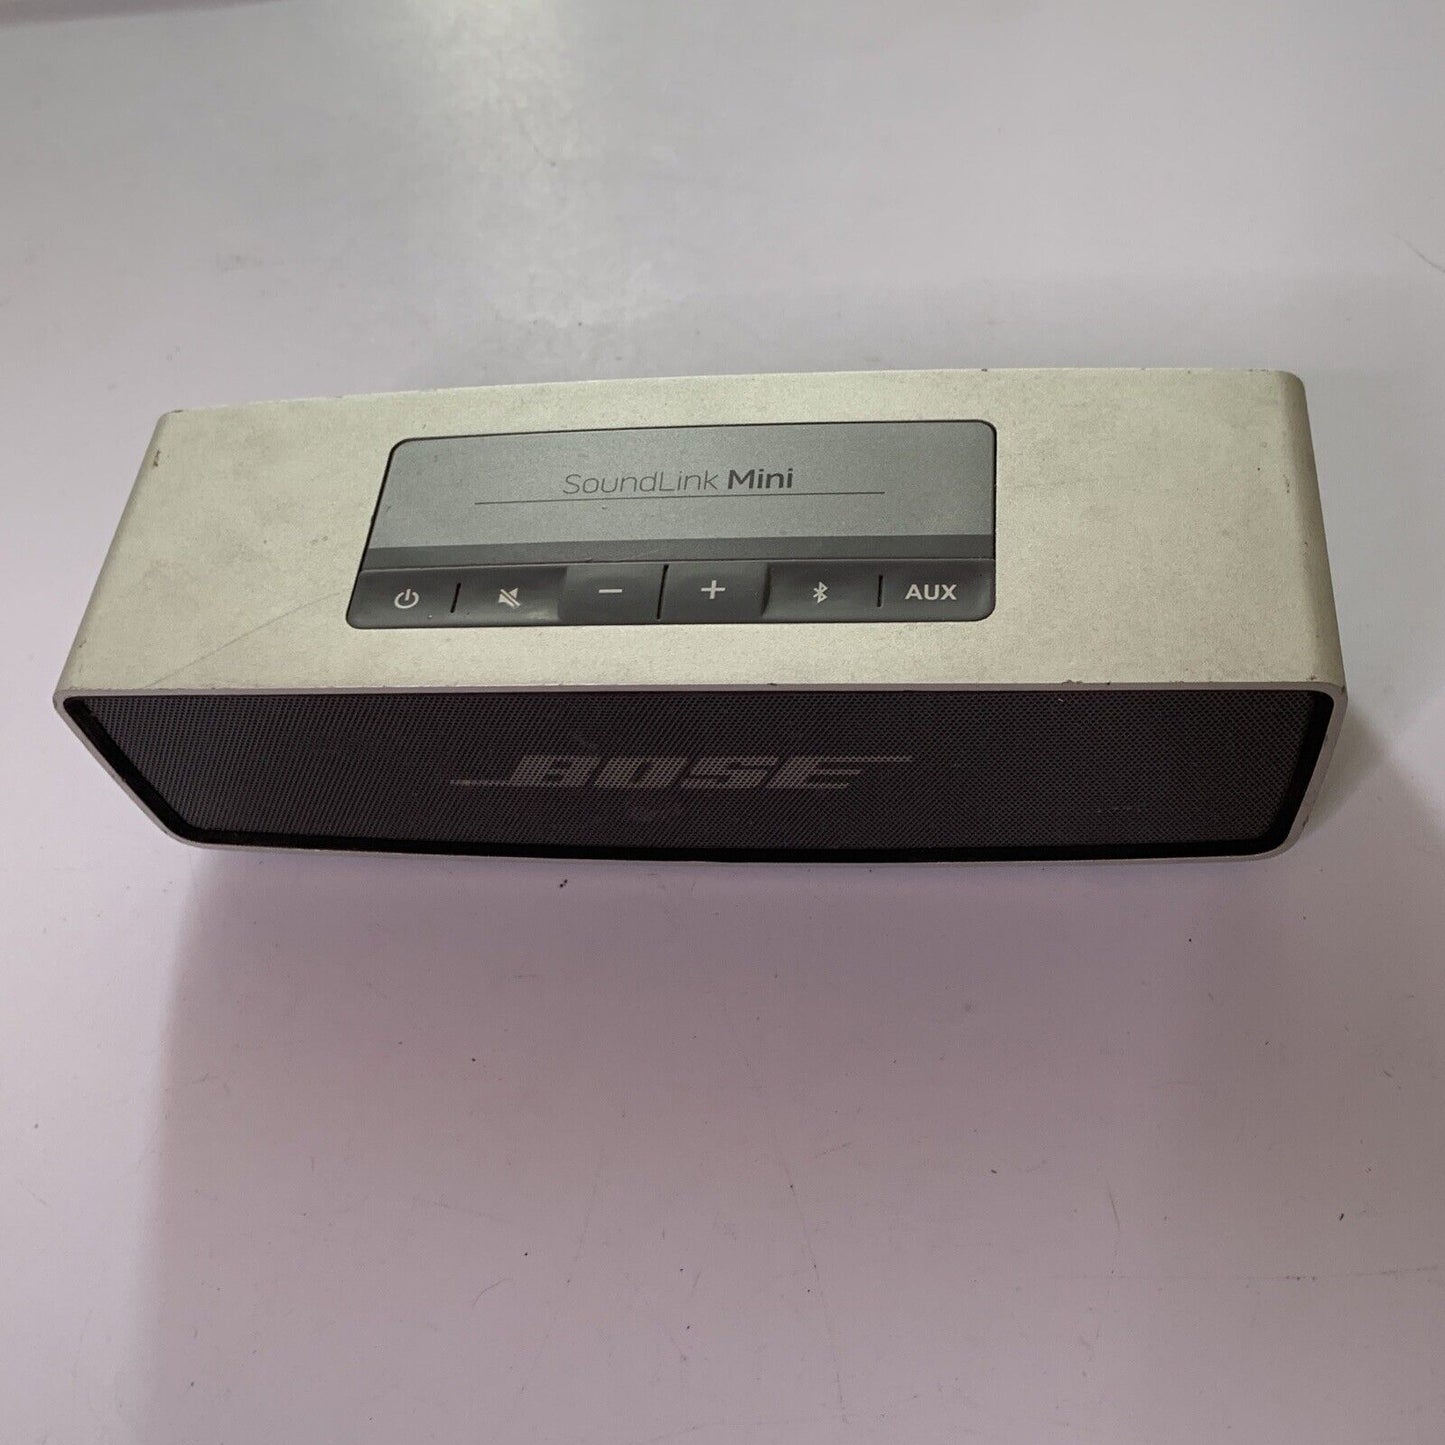 SoundLink Mini
− + AUX
BOSE